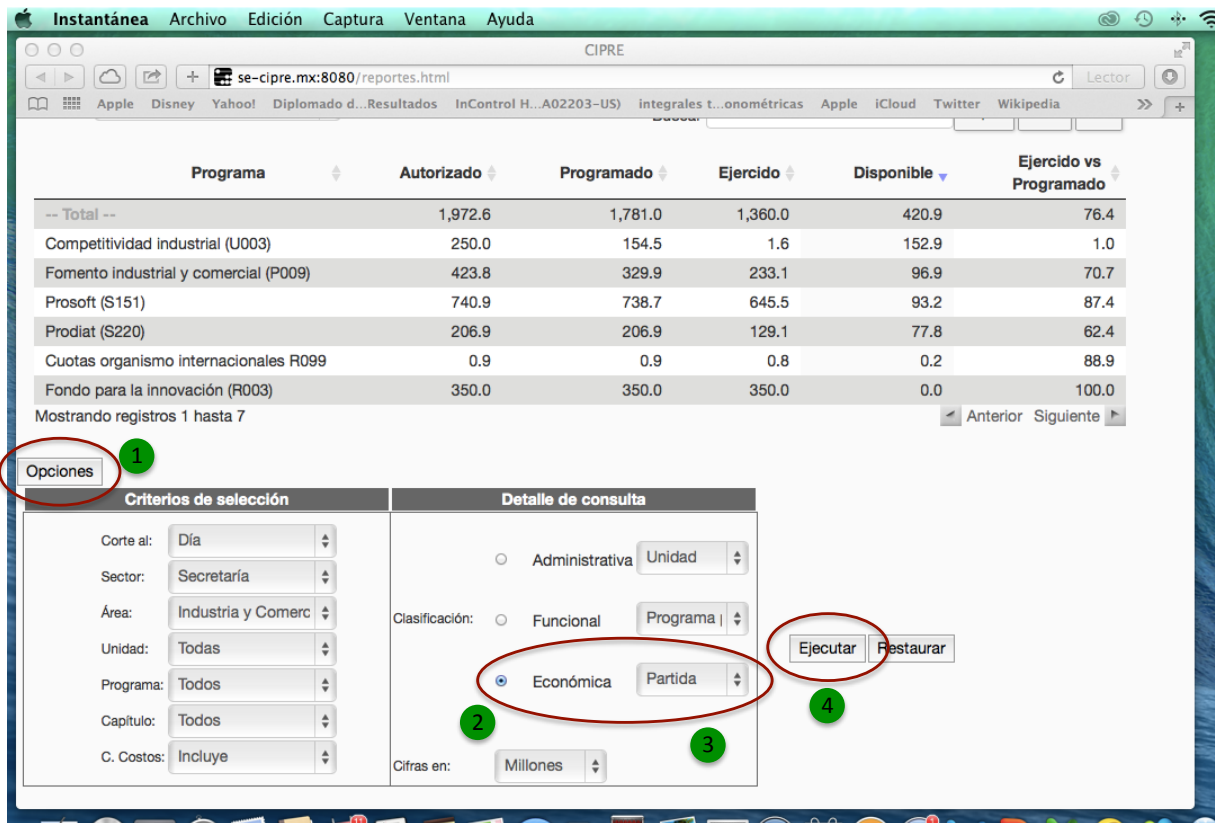 Instantánea Archivo Edición Captura Ventana Ayuda
CIPRE
se-cipre.mx:8080/reportes.html
Lector
Apple Disney Yahoo! Diplomado d...Resultados InControl H...A02203-US) integrales t...onométricas Apple iCloud Twitter Wikipedia
Programa Autorizado Programado Ejercido Disponible Ejercido vs Programado
-- Total -- 1,972.6 1,781.0 1,360.0 420.9 76.4
Competitividad industrial (U003) 250.0 154.5 1.6 152.9 1.0
Fomento industrial y comercial (P009) 423.8 329.9 233.1 96.9 70.7
Prosoft (S151) 740.9 738.7 645.5 93.2 87.4
Prodiat (S220) 206.9 206.9 129.1 77.8 62.4
Cuotas organismo internacionales R099 0.9 0.9 0.8 0.2 88.9
Fondo para la innovación (R003) 350.0 350.0 350.0 0.0 100.0
Mostrando registros 1 hasta 7 Anterior Siguiente
Opciones 1
Criterios de selección Detalle de consulta
Corte al: Día
Sector: Secretaría
Área: Industria y Comerc
Unidad: Todas
Programa: Todos
Capítulo: Todos
C. Costos: Incluye
Clasificación:
Administrativa Unidad
Funcional Programa
Económica Partida
2
3
Cifras en: Millones
Ejecutar Restaurar
4